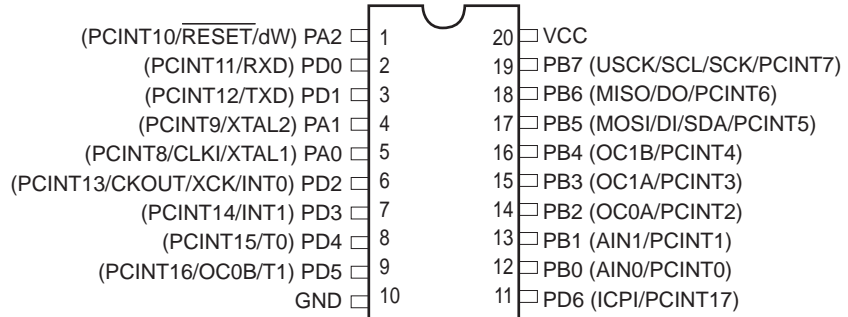 (PCINT10/RESET/dW) PA2 1 20 VCC
(PCINT11/RXD) PD0 2 19 PB7 (USCK/SCL/SCK/PCINT7)
(PCINT12/TXD) PD1 3 18 PB6 (MISO/DO/PCINT6)
(PCINT9/XTAL2) PA1 4 17 PB5 (MOSI/DI/SDA/PCINT5)
(PCINT8/CLKI/XTAL1) PA0 5 16 PB4 (OC1B/PCINT4)
(PCINT13/CKOUT/XCK/INT0) PD2 6 15 PB3 (OC1A/PCINT3)
(PCINT14/INT1) PD3 7 14 PB2 (OC0A/PCINT2)
(PCINT15/T0) PD4 8 13 PB1 (AIN1/PCINT1)
(PCINT16/OC0B/T1) PD5 9 12 PB0 (AIN0/PCINT0)
GND 10 11 PD6 (ICPI/PCINT17)